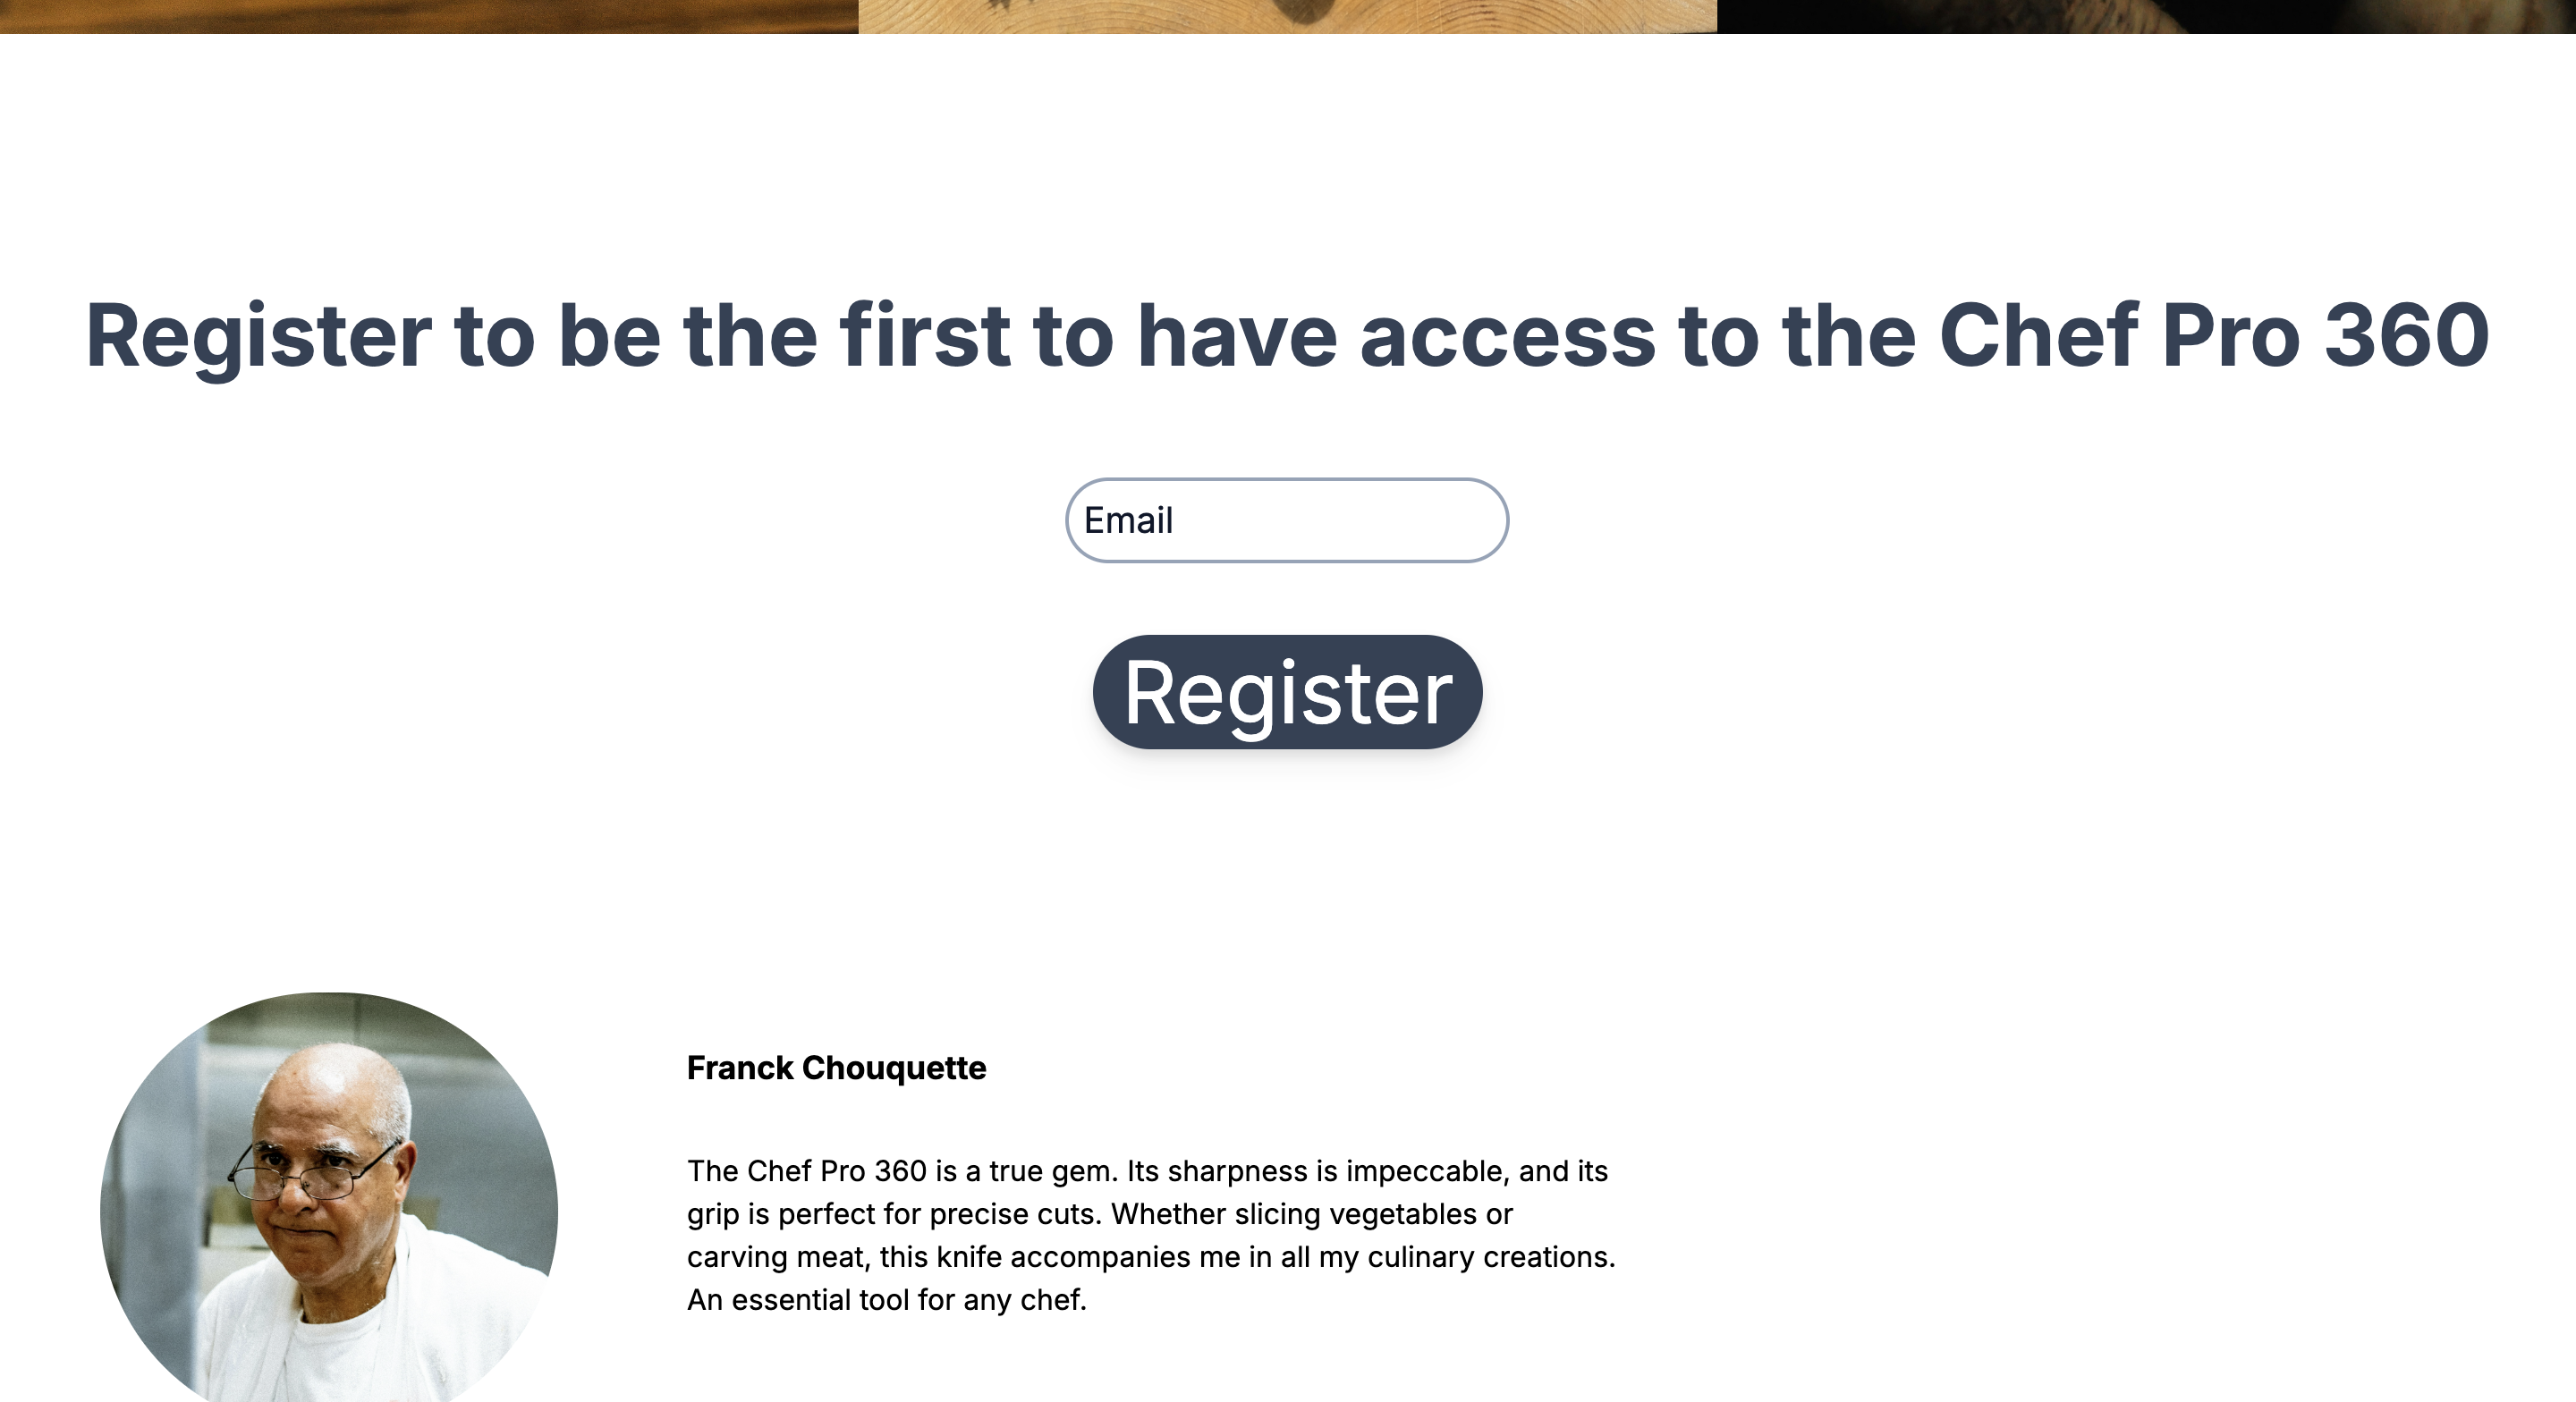 Register to be the first to have access to the Chef Pro 360
Email
Register
Franck Chouquette
The Chef Pro 360 is a true gem. Its sharpness is impeccable, and its
grip is perfect for precise cuts. Whether slicing vegetables or
carving meat, this knife accompanies me in all my culinary creations.
An essential tool for any chef.